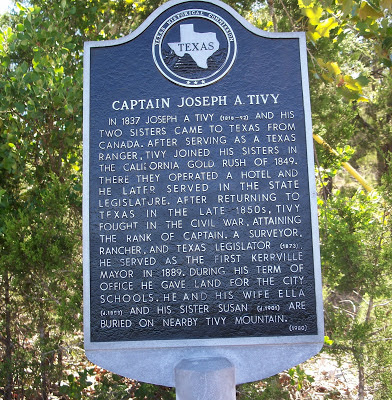 TEXAS HISTORICAL FOUNDATION
TEXAS
CAPTAIN JOSEPH A. TIVY
IN 1837 JOSEPH A TIVY (1818-92) AND HIS
TWO SISTERS CAME TO TEXAS FROM
CANADA. AFTER SERVING AS A TEXAS
RANGER, TIVY JOINED HIS SISTERS IN
THE CALIFORNIA GOLD RUSH OF 1849.
THERE THEY OPERATED A HOTEL AND
HE LATER SERVED IN THE STATE
LEGISLATURE. AFTER RETURNING TO
TEXAS IN THE LATE 1850S, TIVY
FOUGHT IN THE CIVIL WAR, ATTAINING
THE RANK OF CAPTAIN. A SURVEYOR,
RANCHER, AND TEXAS LEGISLATOR (1873),
HE SERVED AS THE FIRST KERRVILLE
MAYOR IN 1889. DURING HIS TERM OF
OFFICE HE GAVE LAND FOR THE CITY
SCHOOLS. HE AND HIS WIFE ELLA
AND HIS SISTER SUSAN ARE
BURIED ON NEARBY TIVY MOUNTAIN.
(1980)